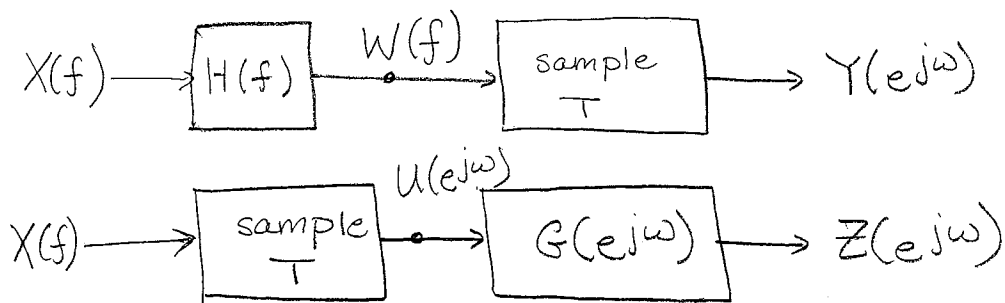 X(f) H(f) W(f) sample T Y(e^jω)
X(f) sample T U(e^jω) G(e^jω) Z(e^jω)